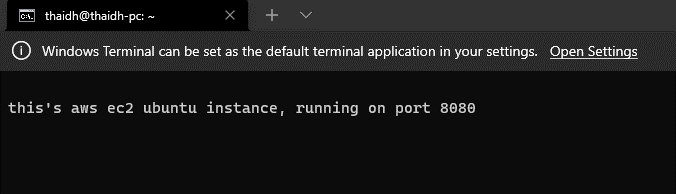 thaidh@thaidh-pc: ~
Windows Terminal can be set as the default terminal application in your settings. Open Settings
this's aws ec2 ubuntu instance, running on port 8080